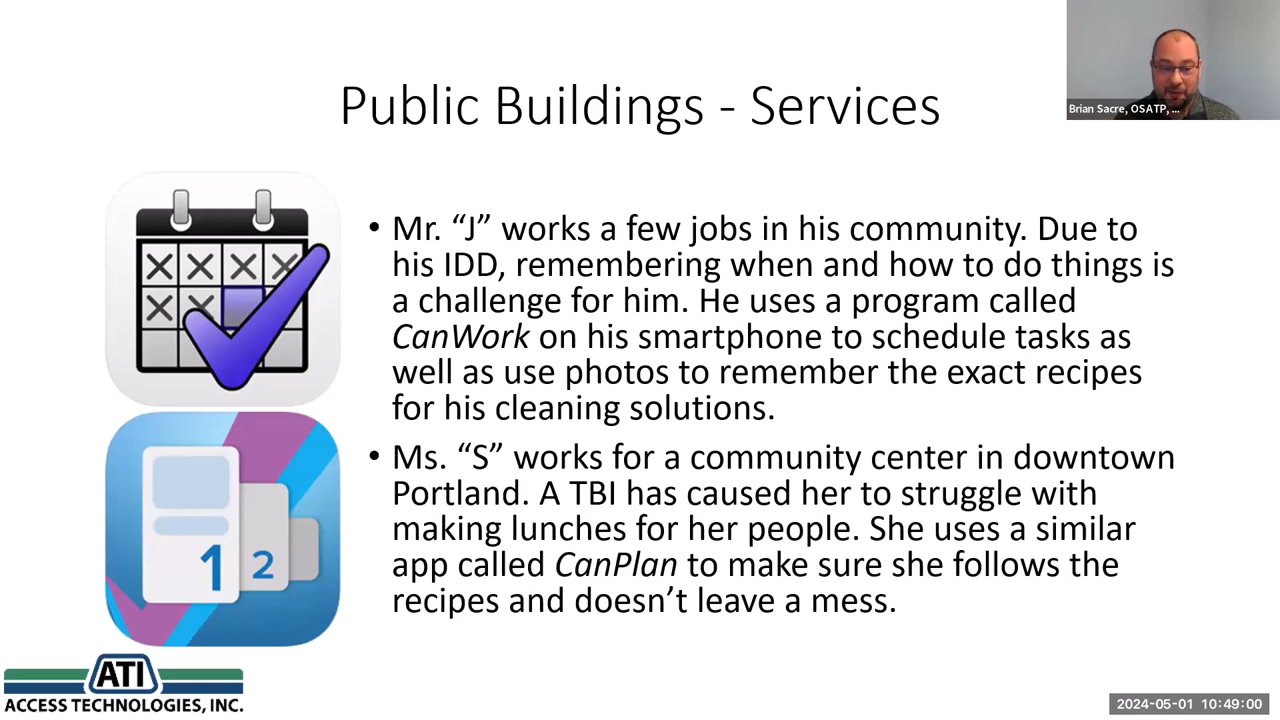 Public Buildings - Services
Brian Sacre, OSATP, ...
• Mr. “J” works a few jobs in his community. Due to
his IDD, remembering when and how to do things is
a challenge for him. He uses a program called
CanWork on his smartphone to schedule tasks as
well as use photos to remember the exact recipes
for his cleaning solutions.
• Ms. “S” works for a community center in downtown
Portland. A TBI has caused her to struggle with
making lunches for her people. She uses a similar
app called CanPlan to make sure she follows the
recipes and doesn’t leave a mess.
1 2
ATI
ACCESS TECHNOLOGIES, INC.
2024-05-01 10:49:00